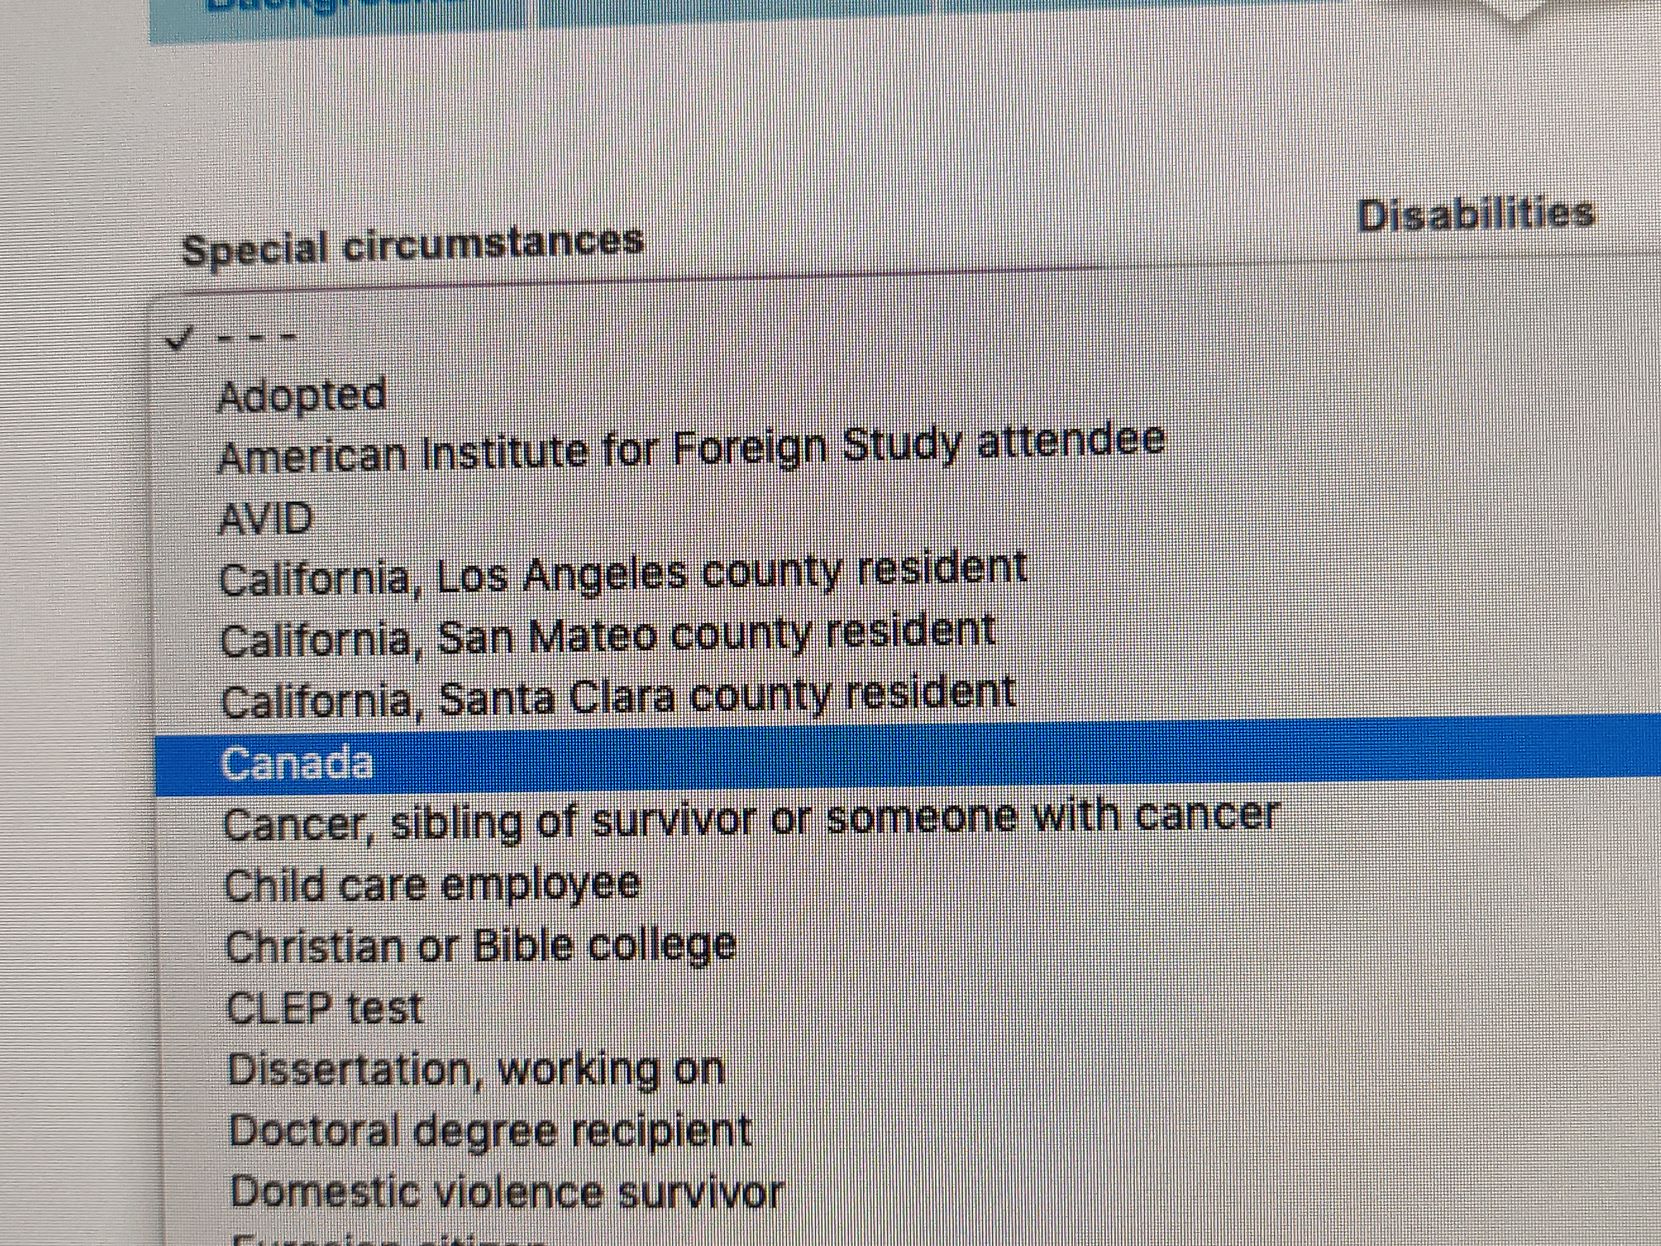 Background
Special circumstances
Disabilities
✓ - - -
Adopted
American Institute for Foreign Study attendee
AVID
California, Los Angeles county resident
California, San Mateo county resident
California, Santa Clara county resident
Canada
Cancer, sibling of survivor or someone with cancer
Child care employee
Christian or Bible college
CLEP test
Dissertation, working on
Doctoral degree recipient
Domestic violence survivor